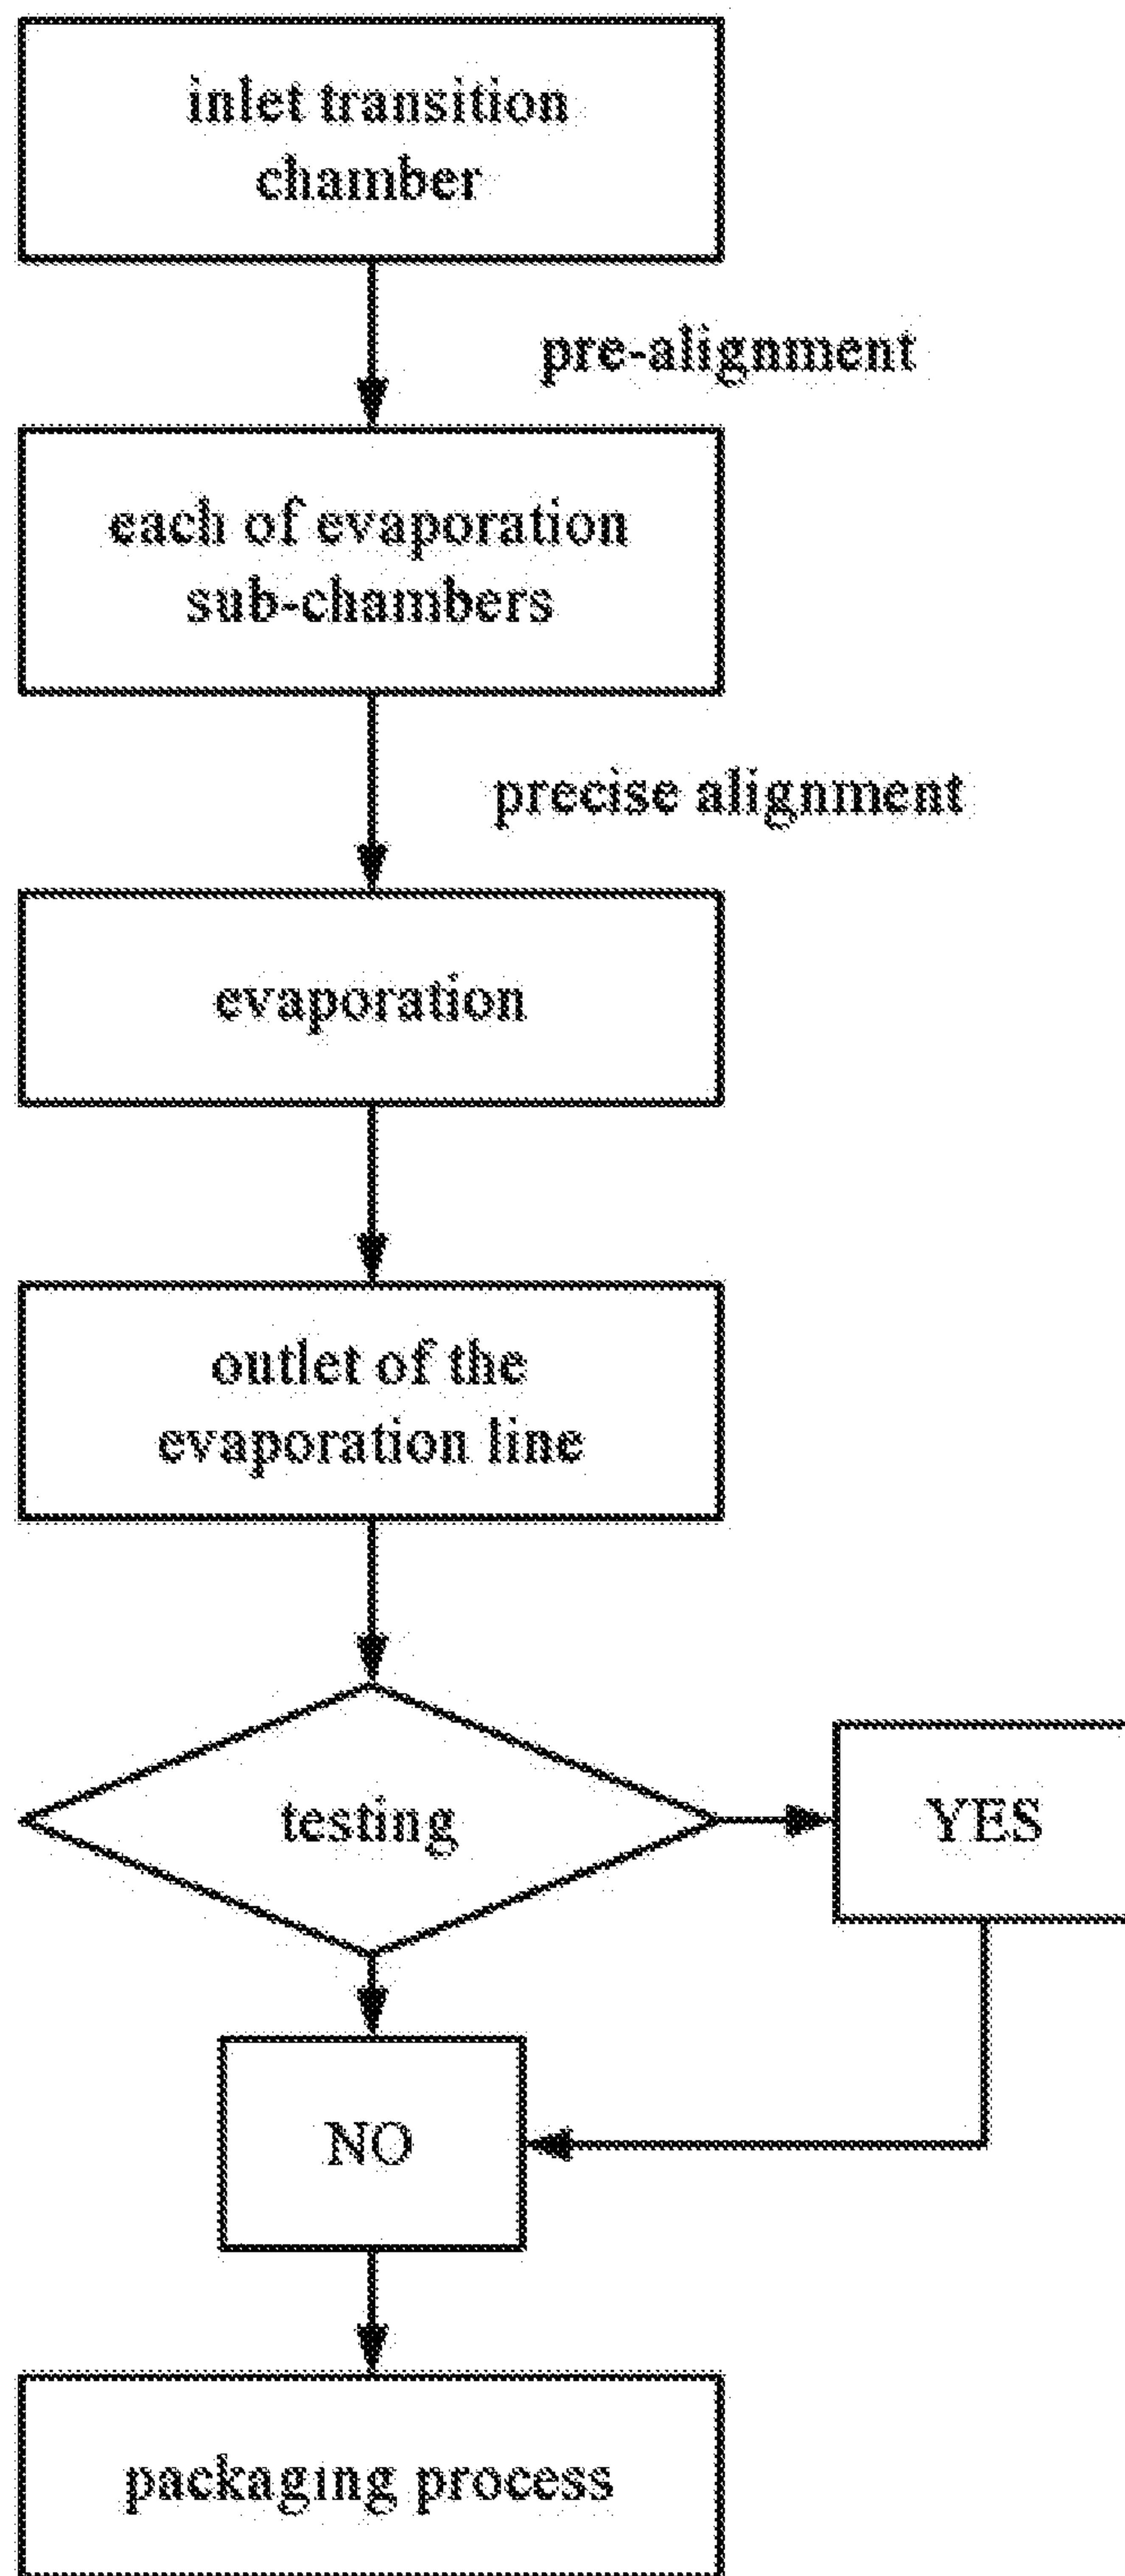 inlet transition
chamber
pre-alignment
each of evaporation
sub-chambers
precise alignment
evaporation
outlet of the
evaporation line
testing
YES
NO
packaging process